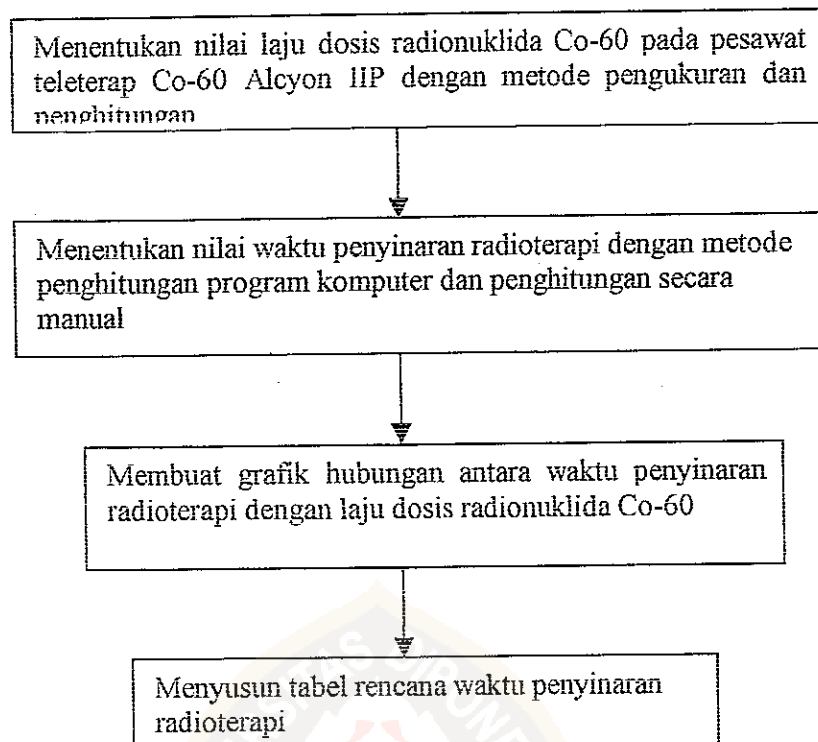 Menentukan nilai laju dosis radionuklida Co-60 pada pesawat
teleterap Co-60 Alcyon IIP dengan metode pengukuran dan
penghitungan
Menentukan nilai waktu penyinaran radioterapi dengan metode
penghitungan program komputer dan penghitungan secara
manual
Membuat grafik hubungan antara waktu penyinaran
radioterapi dengan laju dosis radionuklida Co-60
Menyusun tabel rencana waktu penyinaran
radioterapi